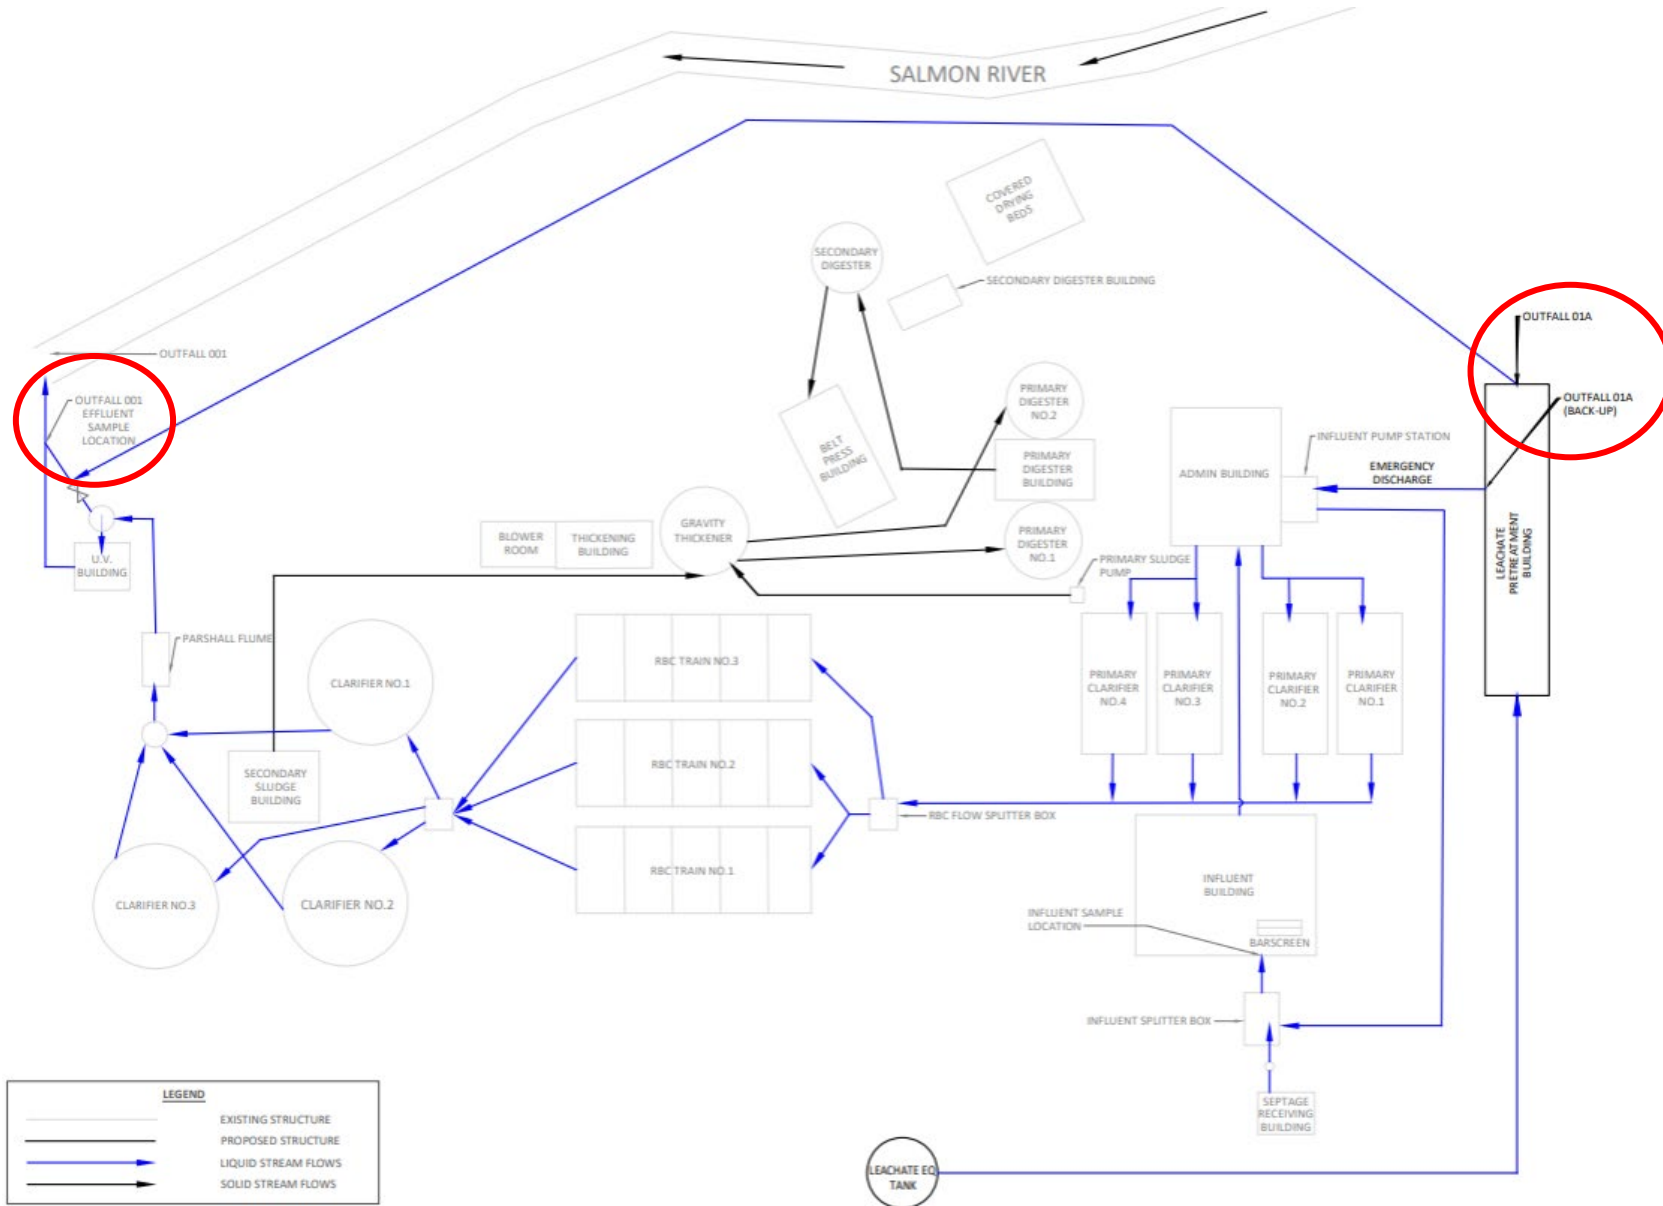 SALMON RIVER
COVERED
DRYING
BEDS
SECONDARY
DIGESTER
SECONDARY DIGESTER BUILDING
OUTFALL 01A
OUTFALL 001
OUTFALL 001
EFFLUENT
SAMPLE
LOCATION
PRIMARY
DIGESTER
NO.2
OUTFALL 01A
(BACK-UP)
BELT
PRESS
BUILDING
INFLUENT PUMP STATION
PRIMARY
DIGESTER
BUILDING
ADMIN BUILDING
EMERGENCY
DISCHARGE
GRAVITY
THICKENER
BLOWER
ROOM
THICKENING
BUILDING
PRIMARY
DIGESTER
NO.1
LEACHATE
PRETREATMENT
BUILDING
U.V.
BUILDING
PRIMARY SLUDGE
PUMP
PARSHALL FLUME
CLARIFIER NO.1
RBC TRAIN NO.3
PRIMARY
CLARIFIER
NO.4
PRIMARY
CLARIFIER
NO.3
PRIMARY
CLARIFIER
NO.2
PRIMARY
CLARIFIER
NO.1
RBC TRAIN NO.2
SECONDARY
SLUDGE
BUILDING
RBC FLOW SPLITTER BOX
RBC TRAIN NO.1
INFLUENT
BUILDING
CLARIFIER NO.3
CLARIFIER NO.2
INFLUENT SAMPLE
LOCATION
BARSCREEN
INFLUENT SPLITTER BOX
SEPTAGE
RECEIVING
BUILDING
LEACHATE EQ
TANK
LEGEND
EXISTING STRUCTURE
PROPOSED STRUCTURE
LIQUID STREAM FLOWS
SOLID STREAM FLOWS